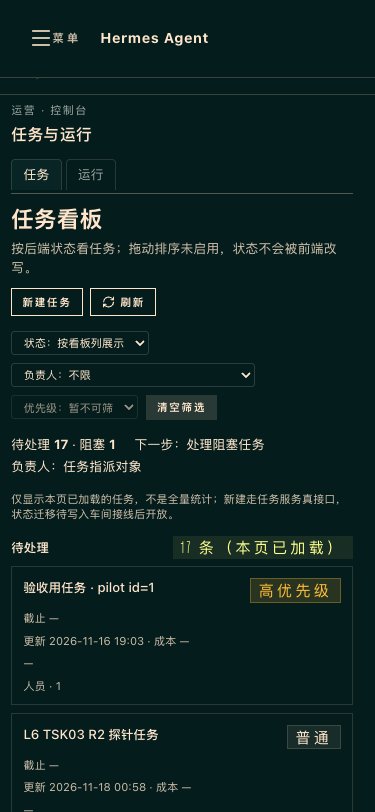 菜单 Hermes Agent
运营 · 控制台
任务与运行
任务 运行
任务看板
按后端状态看任务；拖动排序未启用，状态不会被前端改
写。
新建任务 刷新
状态：按看板列展示
负责人：不限
优先级：暂不可筛 清空筛选
待处理 17 · 阻塞 1 下一步：处理阻塞任务
负责人：任务指派对象
仅显示本页已加载的任务，不是全量统计；新建走任务服务真接口，
状态迁移待写入车间接线后开放。
待处理 17 条（本页已加载）
验收用任务 · pilot id=1 高优先级
截止 —
更新 2026-11-16 19:03 · 成本 —
—
人员 · 1
L6 TSK03 R2 探针任务 普通
截止 —
更新 2026-11-18 00:58 · 成本 —
—